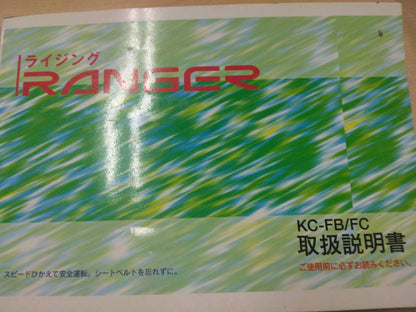 ライジング
RANGER
KC-FB/FC
取扱説明書
ご使用前に必ずお読みください。
スピードひかえて安全運転。シートベルトを忘れずに。